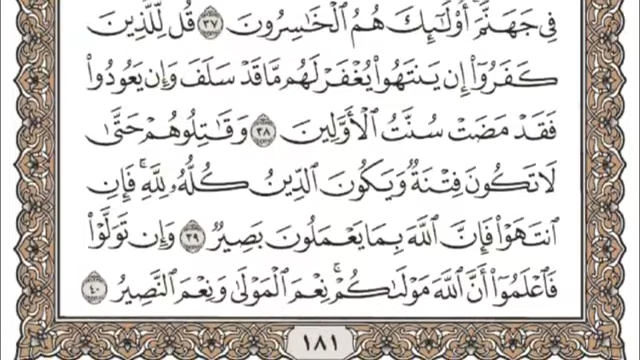 فِى جَهَنَّمَ أُوْلَٰٓئِكَ هُمُ ٱلْخَٰسِرُونَ ٣٧ قُل لِّلَّذِينَ
كَفَرُوٓاْ إِن يَنتَهُواْ يُغْفَرْ لَهُم مَّا قَدْ سَلَفَ وَإِن يَعُودُواْ
فَقَدْ مَضَتْ سُنَّتُ ٱلْأَوَّلِينَ ٣٨ وَقَٰتِلُوهُمْ حَتَّىٰ
لَا تَكُونَ فِتْنَةٌ وَيَكُونَ ٱلدِّينُ كُلُّهُۥ لِلَّهِۚ فَإِنِ
ٱنتَهَوْاْ فَإِنَّ ٱللَّهَ بِمَا يَعْمَلُونَ بَصِيرٌ ٣٩ وَإِن تَوَلَّوْاْ
فَٱعْلَمُوٓاْ أَنَّ ٱللَّهَ مَوْلَىٰكُمْۚ نِعْمَ ٱلْمَوْلَىٰ وَنِعْمَ ٱلنَّصِيرُ ٤٠
١٨١